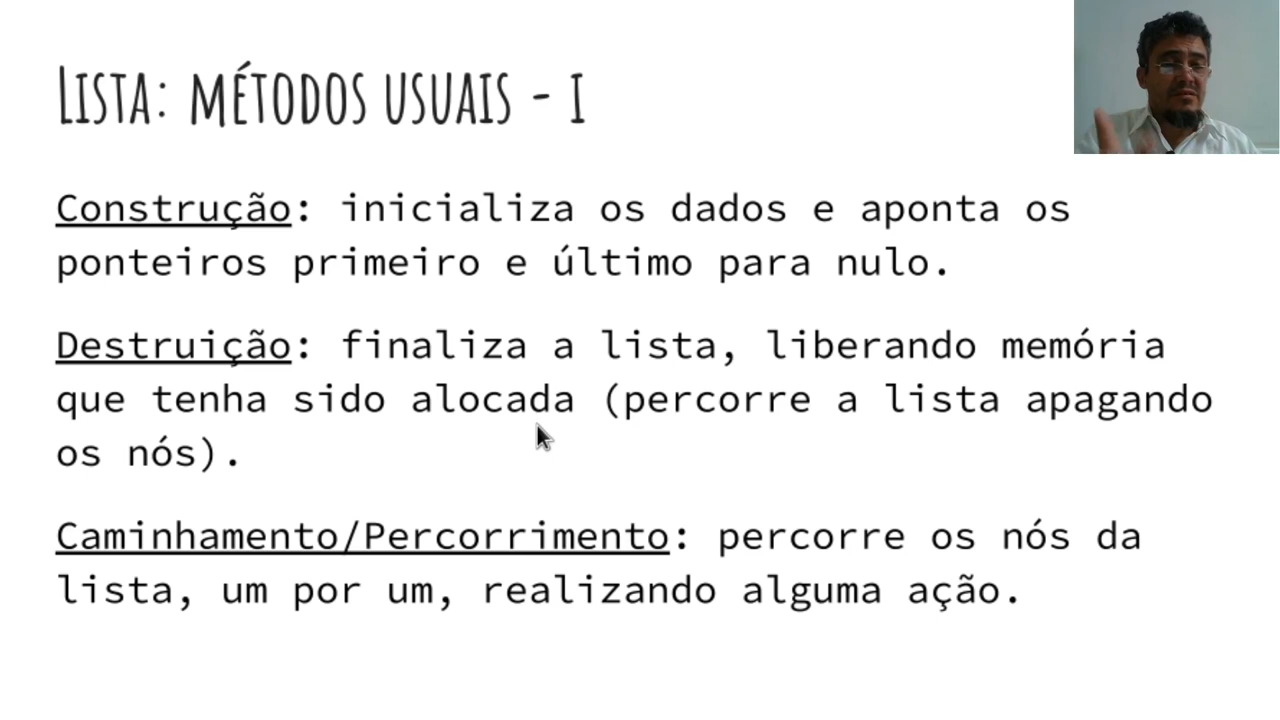 Lista: métodos usuais - I
Construção: inicializa os dados e aponta os
ponteiros primeiro e último para nulo.
Destruição: finaliza a lista, liberando memória
que tenha sido alocada (percorre a lista apagando
os nós).
Caminhamento/Percorrimento: percorre os nós da
lista, um por um, realizando alguma ação.